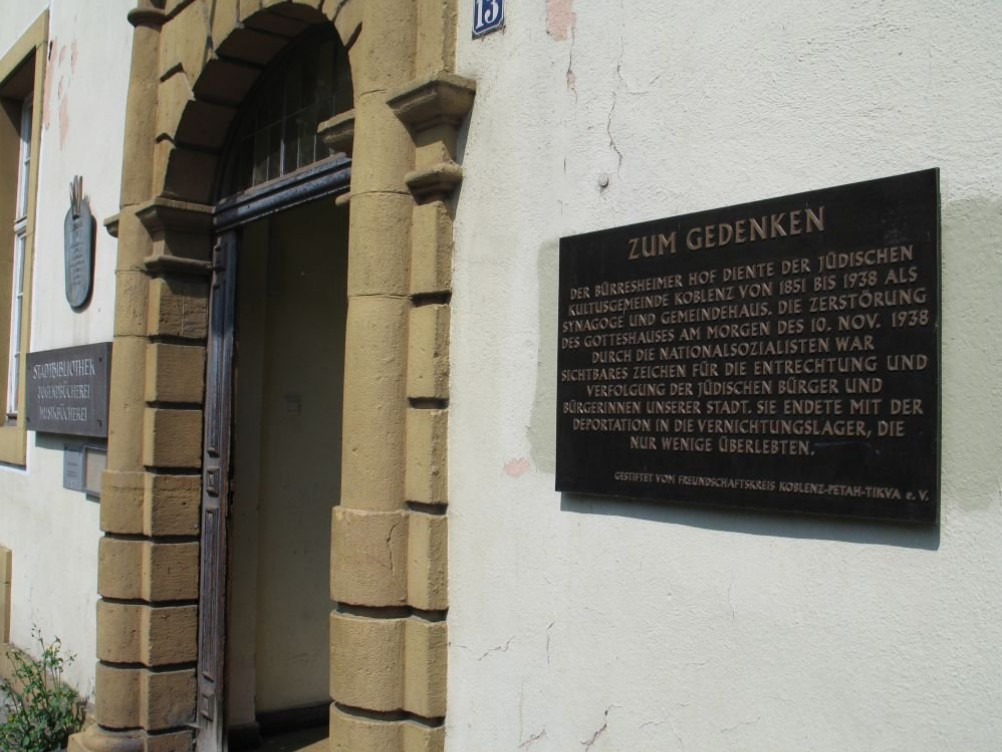 13
STADTBIBLIOTHEK
JUGENDBÜCHEREI
MUSIKBÜCHEREI
ZUM GEDENKEN
DER BÜRRESHEIMER HOF DIENTE DER JÜDISCHEN
KULTUSGEMEINDE KOBLENZ VON 1851 BIS 1938 ALS
SYNAGOGE UND GEMEINDEHAUS. DIE ZERSTÖRUNG
DES GOTTESHAUSES AM MORGEN DES 10. NOV. 1938
DURCH DIE NATIONALSOZIALISTEN WAR
SICHTBARES ZEICHEN FÜR DIE ENTRECHTUNG UND
VERFOLGUNG DER JÜDISCHEN BÜRGER UND
BÜRGERINNEN UNSERER STADT. SIE ENDETE MIT DER
DEPORTATION IN DIE VERNICHTUNGSLAGER, DIE
NUR WENIGE ÜBERLEBTEN.
GESTIFTET VOM FREUNDSCHAFTSKREIS KOBLENZ-PETAH-TIKVA e. V.